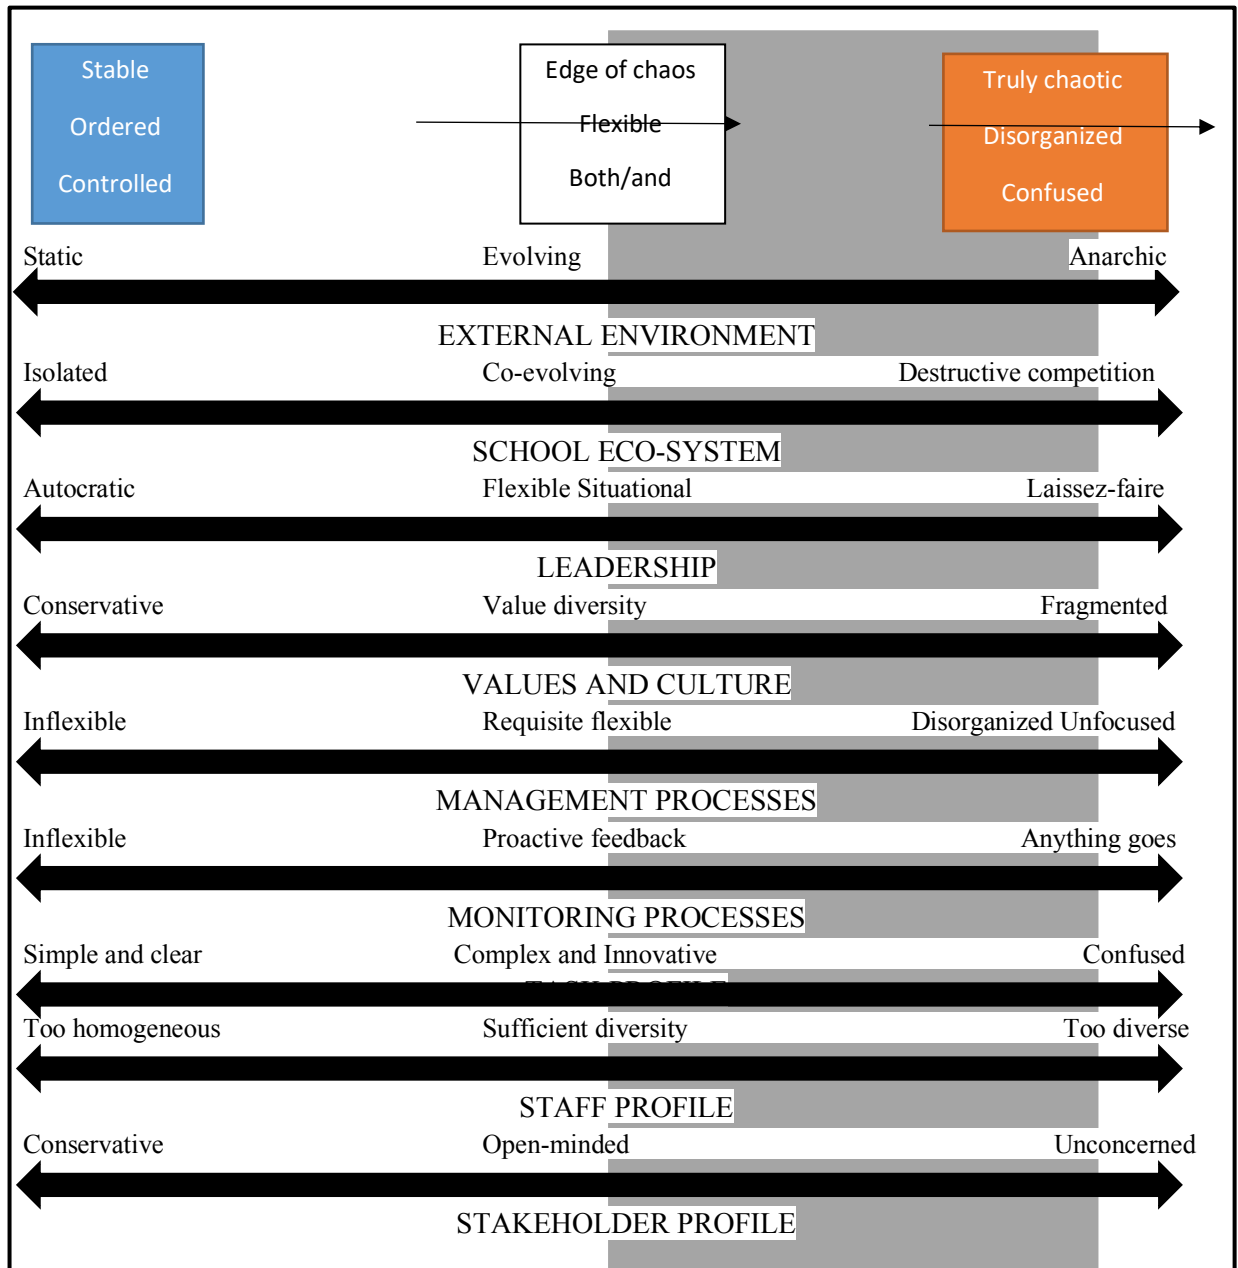 Stable
Ordered
Controlled
Edge of chaos
Flexible
Both/and
Truly chaotic
Disorganized
Confused
Static Evolving Anarchic
EXTERNAL ENVIRONMENT
Isolated Co-evolving Destructive competition
SCHOOL ECO-SYSTEM
Autocratic Flexible Situational Laissez-faire
LEADERSHIP
Conservative Value diversity Fragmented
VALUES AND CULTURE
Inflexible Requisite flexible Disorganized Unfocused
MANAGEMENT PROCESSES
Inflexible Proactive feedback Anything goes
MONITORING PROCESSES
Simple and clear Complex and Innovative Confused
TASK PROFILE
Too homogeneous Sufficient diversity Too diverse
STAFF PROFILE
Conservative Open-minded Unconcerned
STAKEHOLDER PROFILE